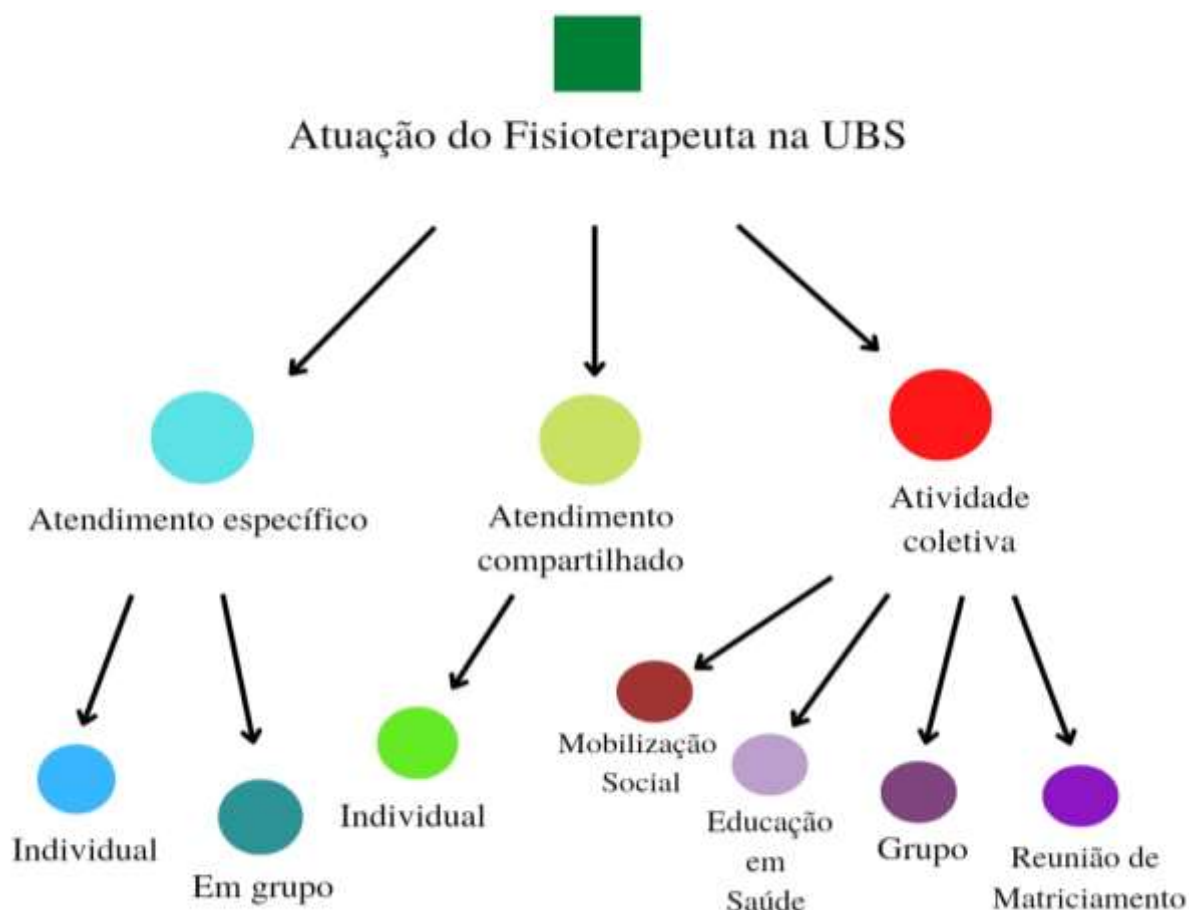 Atuação do Fisioterapeuta na UBS
Atendimento específico
Atendimento
compartilhado
Atividade
coletiva
Individual
Em grupo
Individual
Mobilização
Social
Educação
em
Saúde
Grupo
Reunião de
Matriciamento